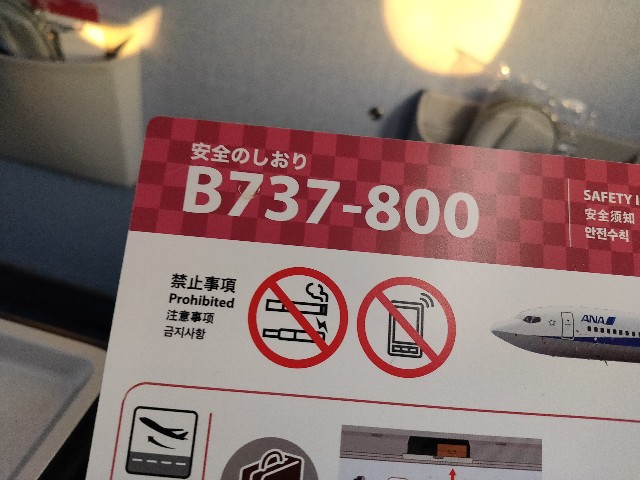 安全のしおり
B737-800
SAFETY I
安全须知
안전수칙
禁止事項
Prohibited
注意事项
금지사항
ANA